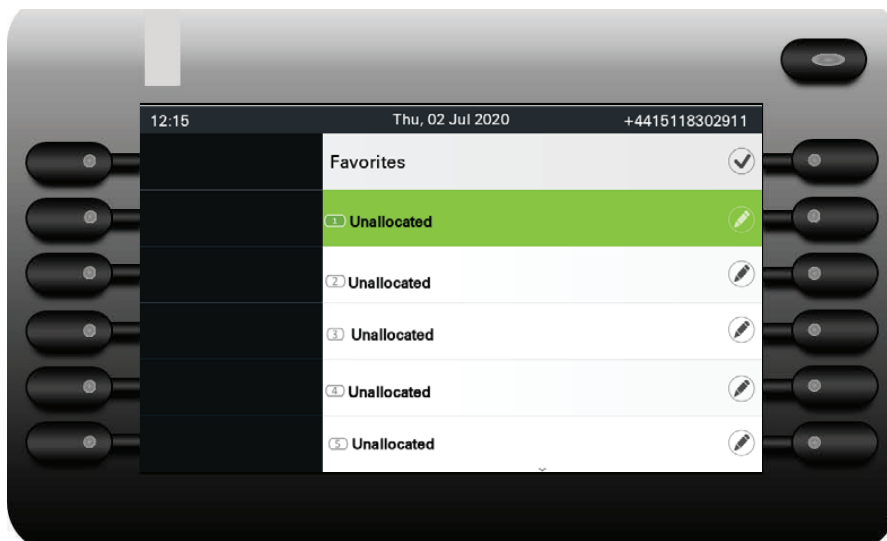 12:15 Thu, 02 Jul 2020 +4415118302911
Favorites
1 Unallocated
2 Unallocated
3 Unallocated
4 Unallocated
5 Unallocated